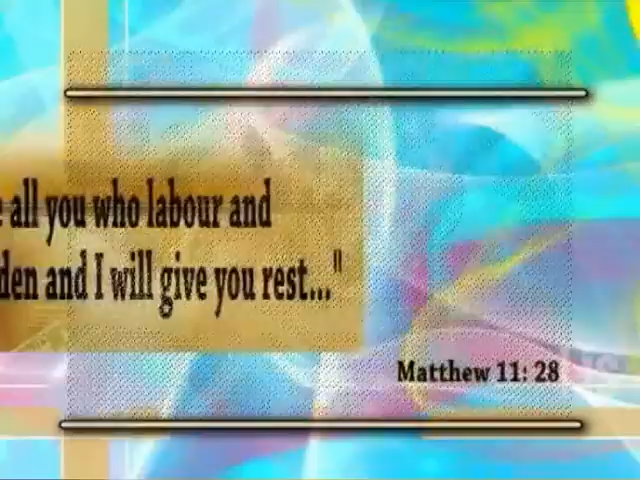 all you who labour and
den and I will give you rest..."
Matthew 11: 28